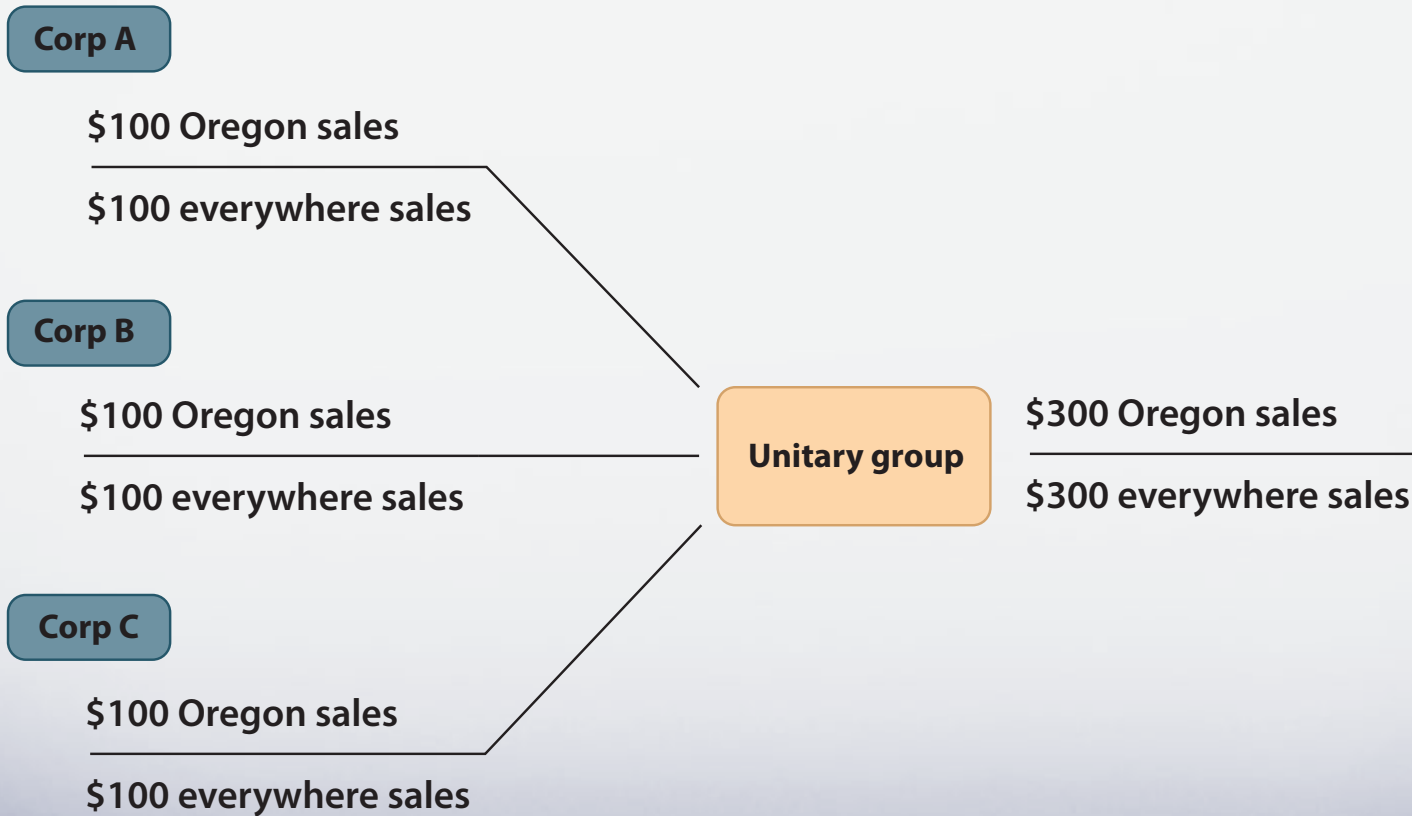 Corp A
$100 Oregon sales
$100 everywhere sales
Corp B
$100 Oregon sales
$100 everywhere sales
Unitary group
$300 Oregon sales
$300 everywhere sales
Corp C
$100 Oregon sales
$100 everywhere sales